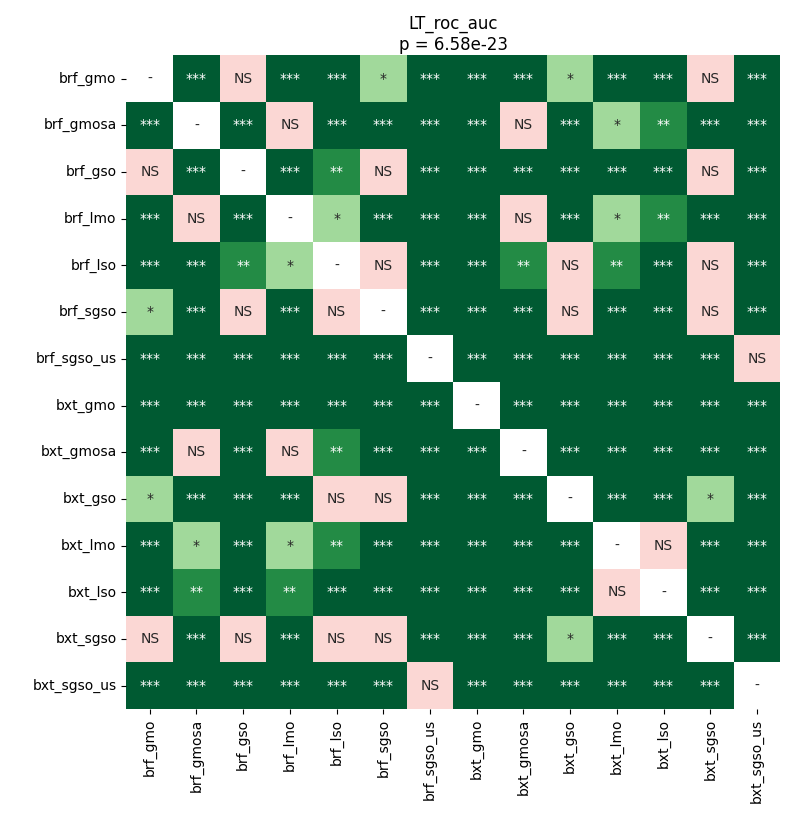 LT_roc_auc
p = 6.58e-23
brf_gmo - *** NS *** *** * *** *** *** * *** *** NS ***
brf_gmosa *** - *** NS *** *** *** *** NS *** * ** *** ***
brf_gso NS *** - *** ** NS *** *** *** *** *** *** NS ***
brf_lmo *** NS *** - * *** *** *** NS *** * ** *** ***
brf_lso *** *** ** * - NS *** *** ** NS ** *** NS ***
brf_sgso * *** NS *** NS - *** *** *** NS *** *** NS ***
brf_sgso_us *** *** *** *** *** *** - *** *** *** *** *** *** NS
bxt_gmo *** *** *** *** *** *** *** - *** *** *** *** *** ***
bxt_gmosa *** NS *** NS ** *** *** *** - *** *** *** *** ***
bxt_gso * *** *** *** NS NS *** *** *** - *** *** * ***
bxt_lmo *** * *** * ** *** *** *** *** *** - NS *** ***
bxt_lso *** ** *** ** *** *** *** *** *** *** NS - *** ***
bxt_sgso NS *** NS *** NS NS *** *** *** * *** *** - ***
bxt_sgso_us *** *** *** *** *** *** NS *** *** *** *** *** *** -
brf_gmo brf_gmosa brf_gso brf_lmo brf_lso brf_sgso brf_sgso_us bxt_gmo bxt_gmosa bxt_gso bxt_lmo bxt_lso bxt_sgso bxt_sgso_us